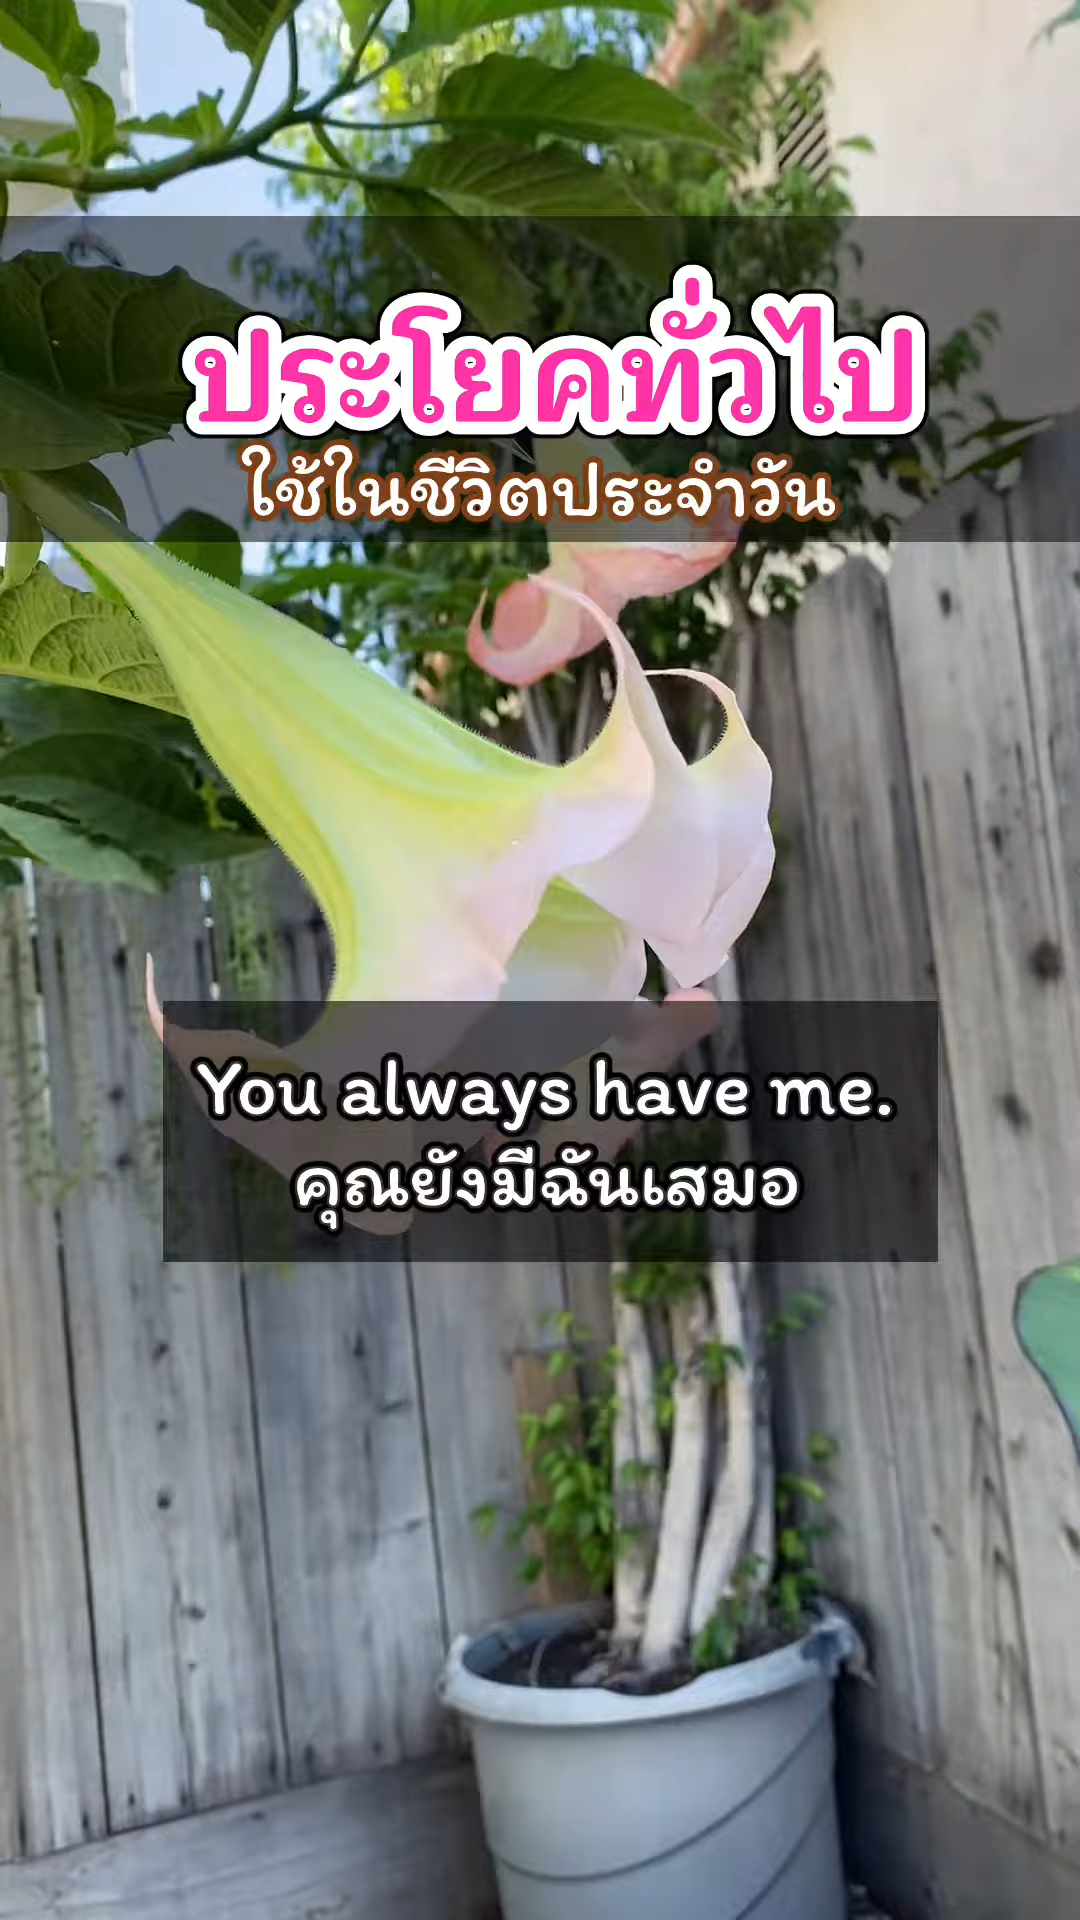 ประโยคทั่วไป
ใช้ในชีวิตประจำวัน
You always have me.
คุณยังมีฉันเสมอ